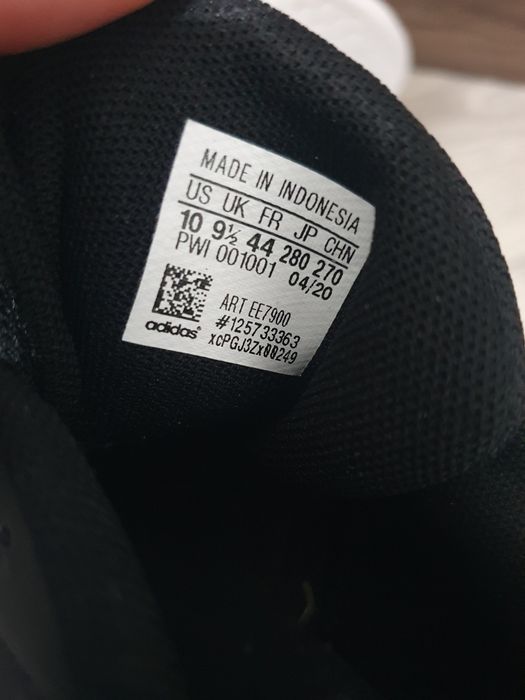 MADE IN INDONESIA
US UK FR JP CHN
10 9½ 44 280 270
PWI 001001 04/20
ART EE7900
#125733363
adidas® xcPGJ3Zx00249